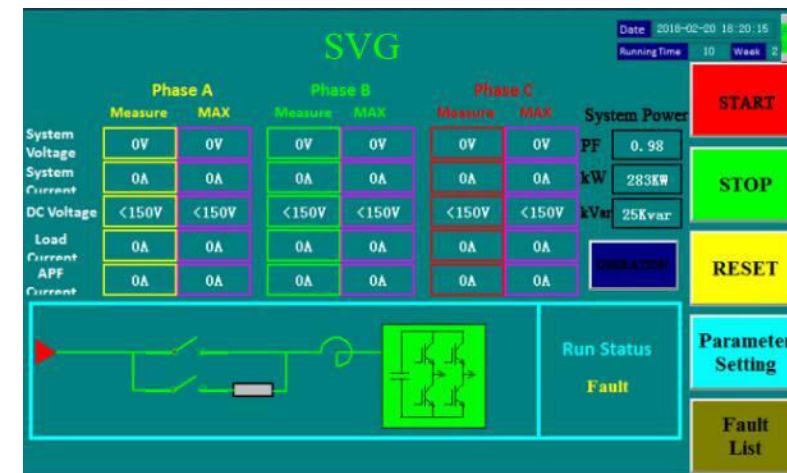 SVG
Date 2018-02-20 18:20:15
Running Time 10 Week 2
Phase A Phase B Phase C
Measure MAX Measure MAX Measure MAX System Power
System Voltage 0V 0V 0V 0V 0V 0V PF 0.98
System Current 0A 0A 0A 0A 0A 0A kW 283KW
DC Voltage <150V <150V <150V <150V <150V <150V kVar 25Kvar
Load Current 0A 0A 0A 0A 0A 0A
APF Current 0A 0A 0A 0A 0A 0A
START
STOP
RESET
Parameter
Setting
Fault
List
Run Status
Fault